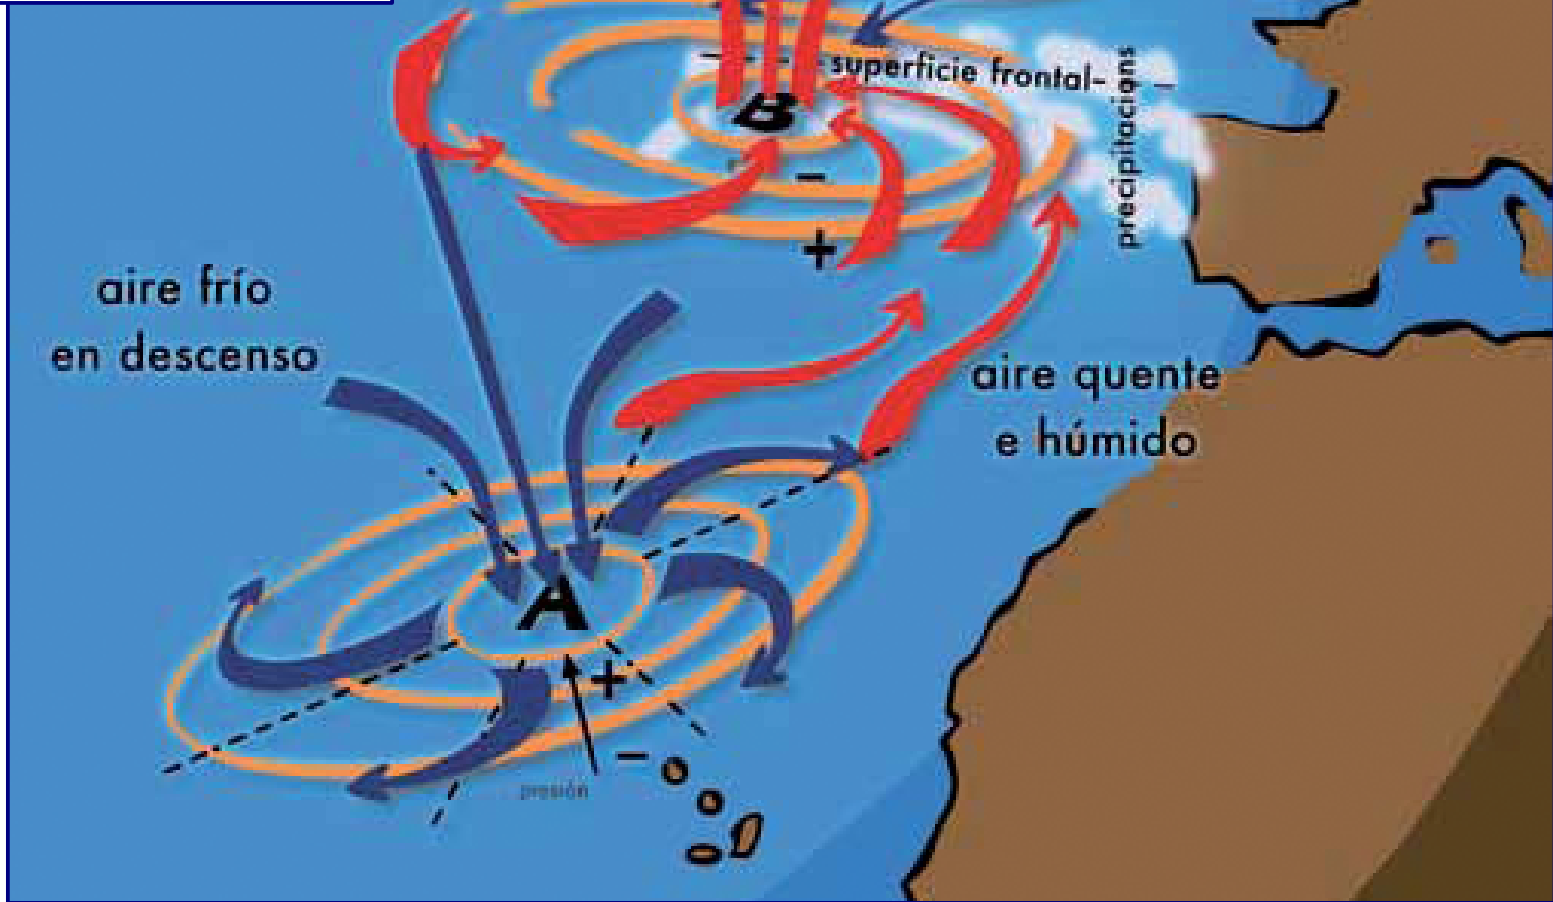 superficie frontal
precipitacións
B
-
+
aire frío
en descenso
aire quente
e húmido
A
+
-
presión